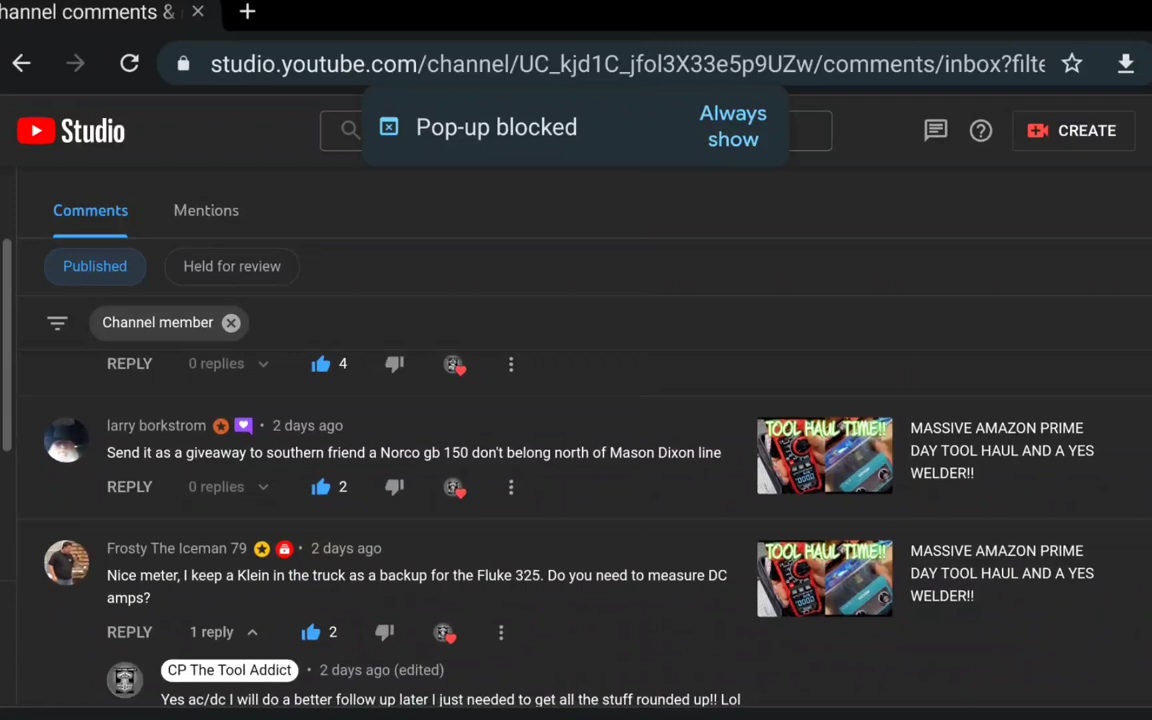 hannel comments &
studio.youtube.com/channel/UC_kjd1C_jfol3X33e5p9UZw/comments/inbox?filte
Studio
Pop-up blocked
Always
show
CREATE
Comments
Mentions
Published
Held for review
Channel member
REPLY 0 replies 4
larry borkstrom • 2 days ago
Send it as a giveaway to southern friend a Norco gb 150 don't belong north of Mason Dixon line
REPLY 0 replies 2
TOOL HAUL TIME!!
MASSIVE AMAZON PRIME
DAY TOOL HAUL AND A YES
WELDER!!
Frosty The Iceman 79 • 2 days ago
Nice meter, I keep a Klein in the truck as a backup for the Fluke 325. Do you need to measure DC
amps?
REPLY 1 reply 2
TOOL HAUL TIME!!
MASSIVE AMAZON PRIME
DAY TOOL HAUL AND A YES
WELDER!!
CP The Tool Addict • 2 days ago (edited)
Yes ac/dc I will do a better follow up later I just needed to get all the stuff rounded up!! Lol